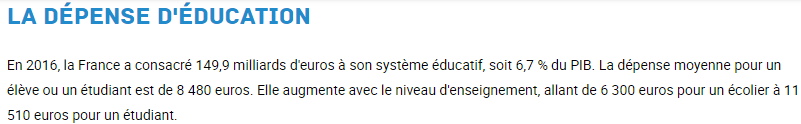 LA DÉPENSE D'ÉDUCATION
En 2016, la France a consacré 149,9 milliards d'euros à son système éducatif, soit 6,7 % du PIB. La dépense moyenne pour un
élève ou un étudiant est de 8 480 euros. Elle augmente avec le niveau d'enseignement, allant de 6 300 euros pour un écolier à 11
510 euros pour un étudiant.